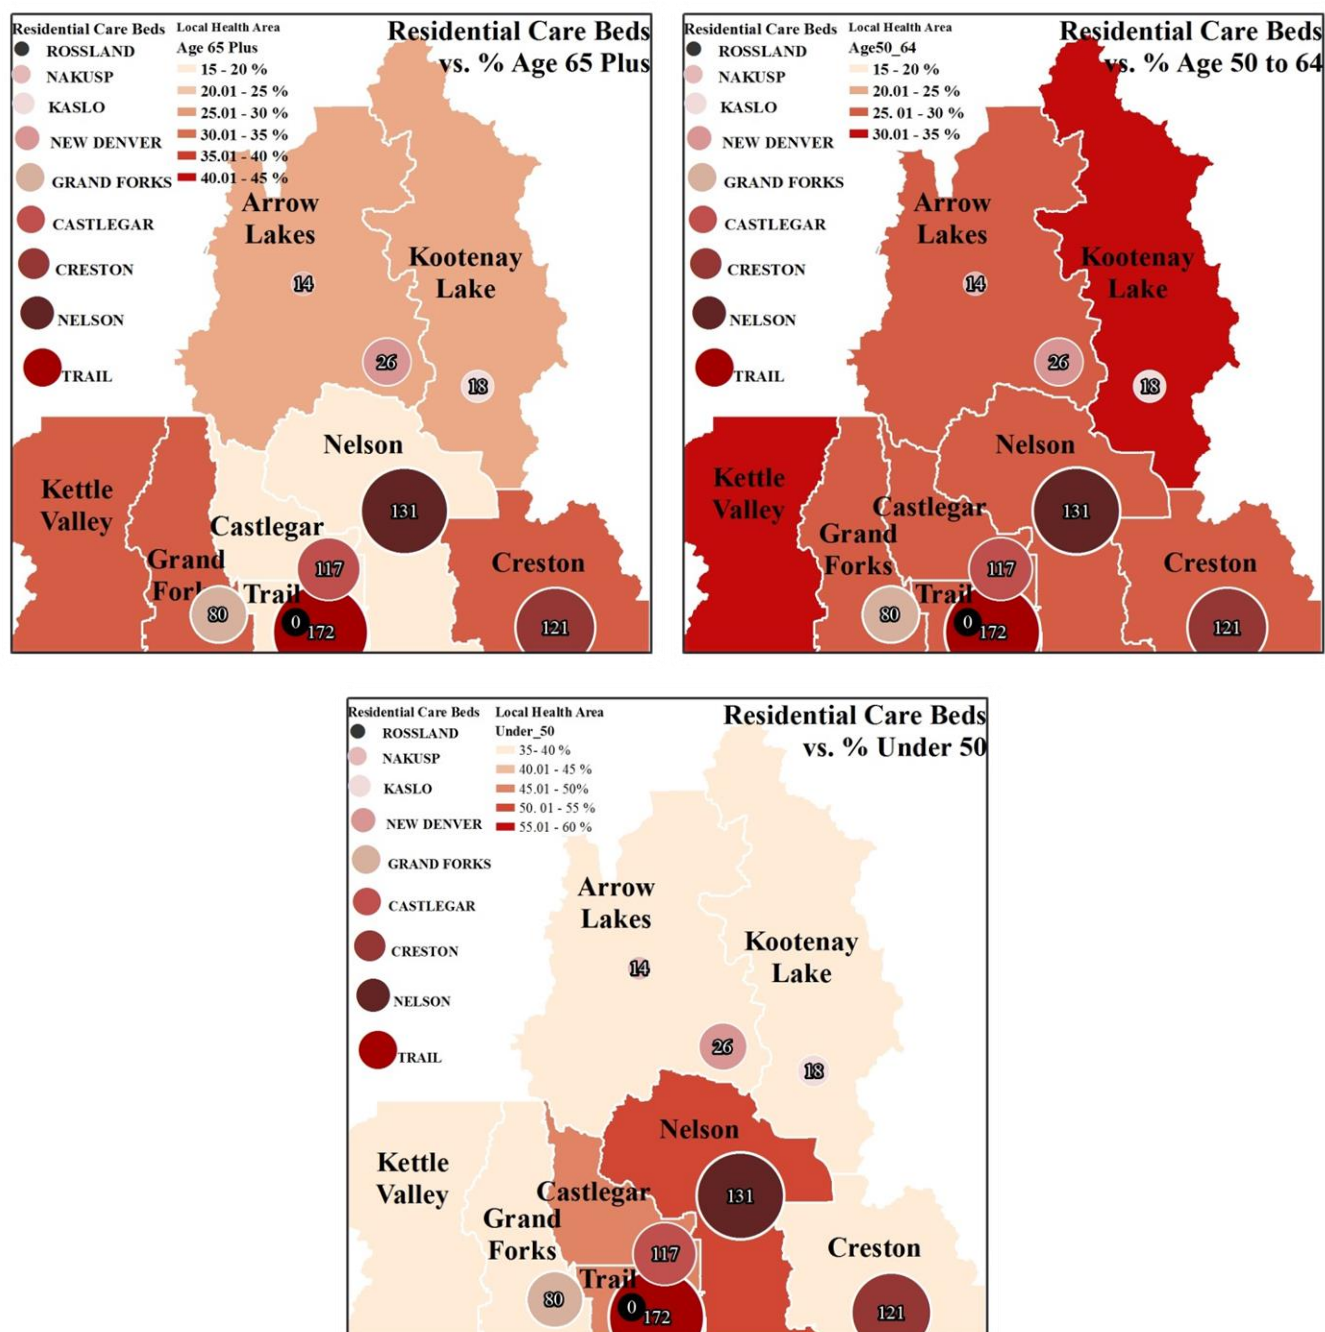 Residential Care Beds
ROSSLAND
NAKUSP
KASLO
NEW DENVER
GRAND FORKS
CASTLEGAR
CRESTON
NELSON
TRAIL
Local Health Area
Age 65 Plus
15 - 20 %
20.01 - 25 %
25.01 - 30 %
30.01 - 35 %
35.01 - 40 %
40.01 - 45 %
Residential Care Beds
vs. % Age 65 Plus
Arrow
Lakes
14
Kootenay
Lake
26
18
Nelson
Kettle
Valley
131
Castlegar
Grand
Forks
117
Creston
Trail
80
0
172
121
Residential Care Beds
ROSSLAND
NAKUSP
KASLO
NEW DENVER
GRAND FORKS
CASTLEGAR
CRESTON
NELSON
TRAIL
Local Health Area
Age50_64
15 - 20 %
20.01 - 25 %
25. 01 - 30 %
30.01 - 35 %
Residential Care Beds
vs. % Age 50 to 64
Arrow
Lakes
14
Kootenay
Lake
26
18
Nelson
Kettle
Valley
131
Castlegar
Grand
Forks
117
Creston
Trail
80
0
172
121
Residential Care Beds
ROSSLAND
NAKUSP
KASLO
NEW DENVER
GRAND FORKS
CASTLEGAR
CRESTON
NELSON
TRAIL
Local Health Area
Under_50
35- 40 %
40.01 - 45 %
45.01 - 50%
50. 01 - 55 %
55.01 - 60 %
Residential Care Beds
vs. % Under 50
Arrow
Lakes
14
Kootenay
Lake
26
18
Nelson
Kettle
Valley
131
Castlegar
Grand
Forks
117
Creston
Trail
80
0
172
121